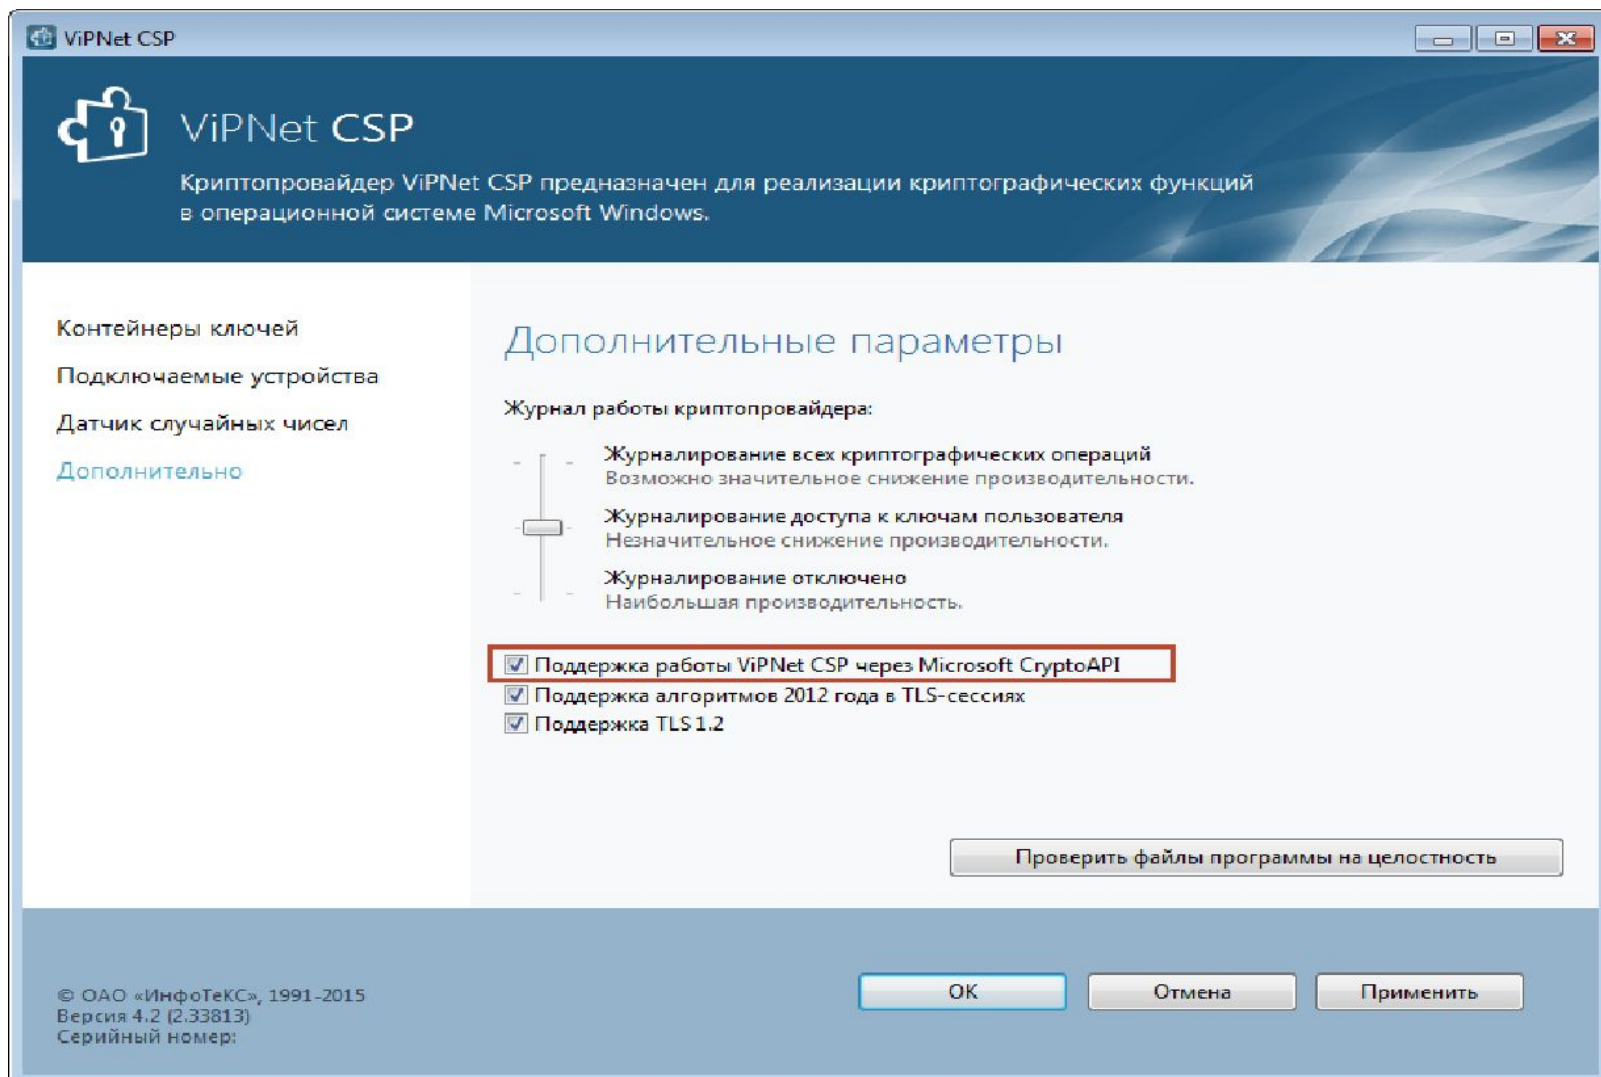 ViPNet CSP
ViPNet CSP
Криптопровайдер ViPNet CSP предназначен для реализации криптографических функций
в операционной системе Microsoft Windows.
Контейнеры ключей
Подключаемые устройства
Датчик случайных чисел
Дополнительно
Дополнительные параметры
Журнал работы криптопровайдера:
Журналирование всех криптографических операций
Возможно значительное снижение производительности.
Журналирование доступа к ключам пользователя
Незначительное снижение производительности.
Журналирование отключено
Наибольшая производительность.
Поддержка работы ViPNet CSP через Microsoft CryptoAPI
Поддержка алгоритмов 2012 года в TLS-сессиях
Поддержка TLS 1.2
Проверить файлы программы на целостность
© ОАО «ИнфоТеКС», 1991-2015
Версия 4.2 (2.33813)
Серийный номер:
OK
Отмена
Применить